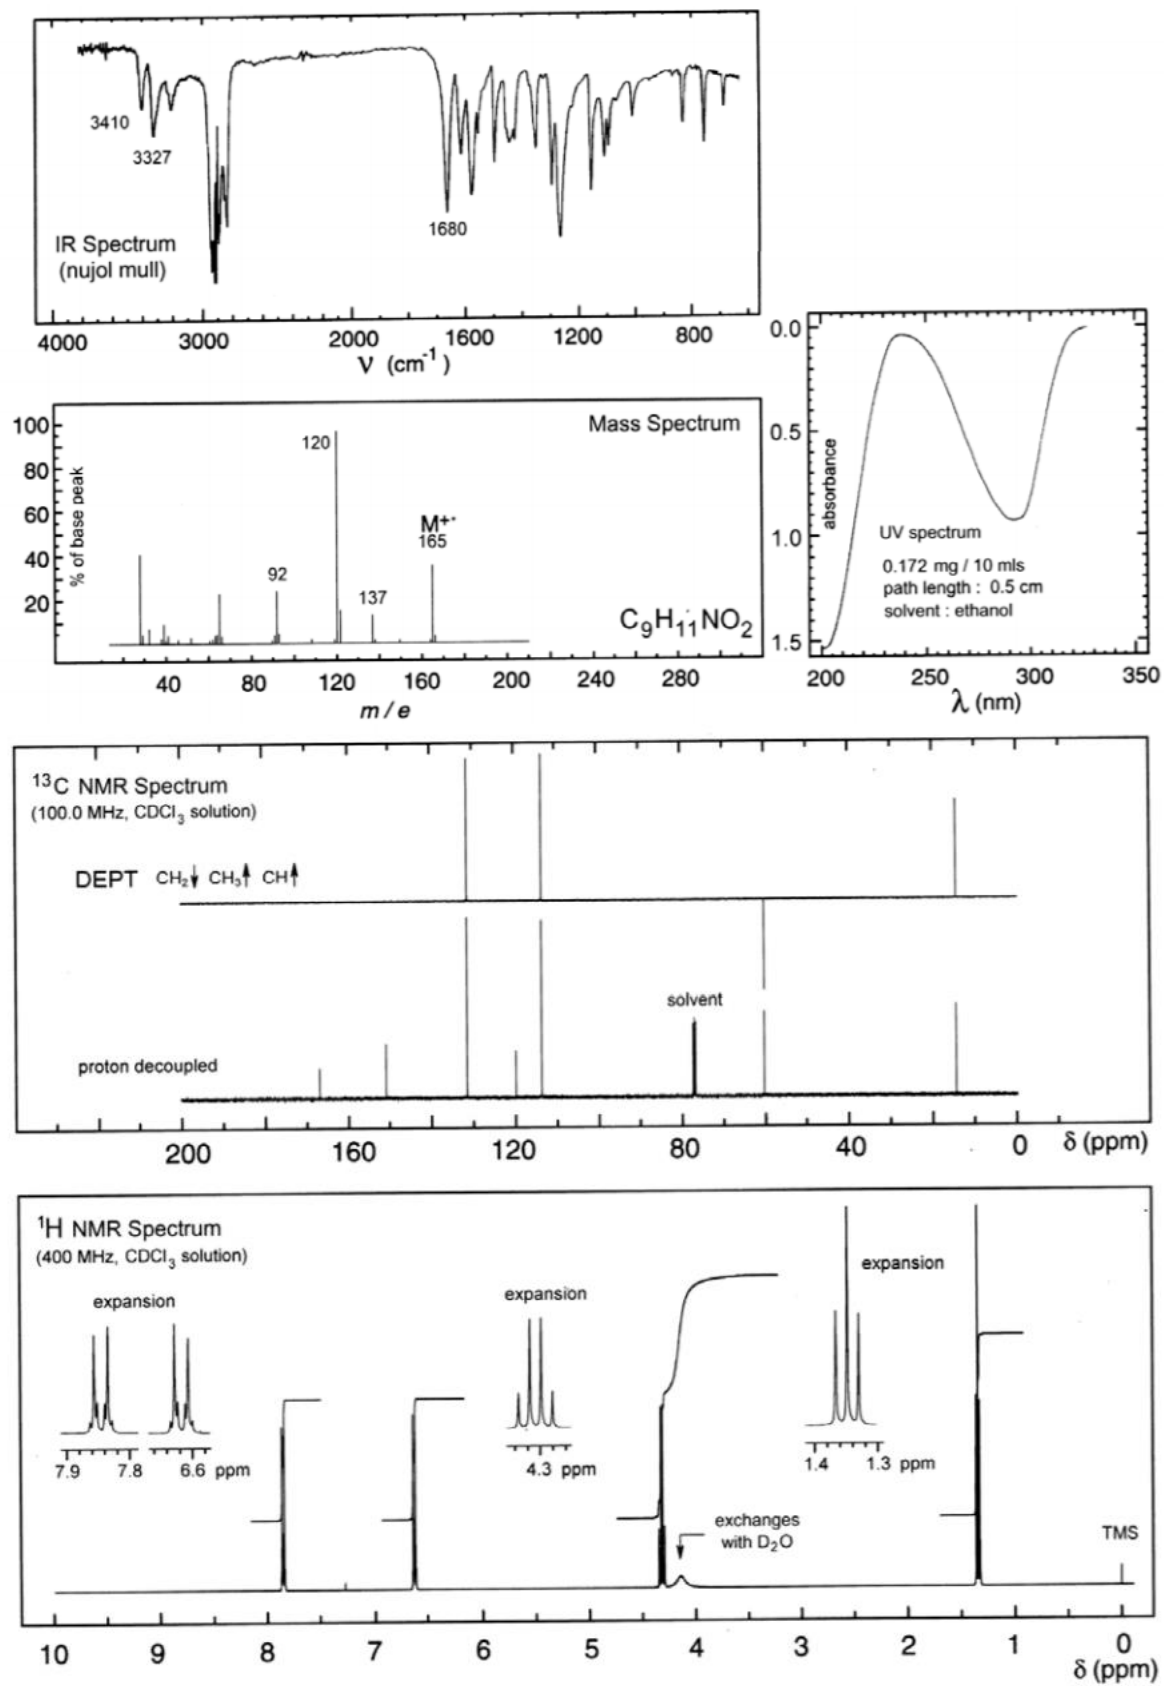 3410
3327
1680
IR Spectrum
(nujol mull)
4000 3000 2000 1600 1200 800
ν (cm-1)
100
80
60
40
20
% of base peak
Mass Spectrum
120
M+·
165
92
137
C9H11NO2
40 80 120 160 200 240 280
m / e
0.0
0.5
1.0
1.5
absorbance
UV spectrum
0.172 mg / 10 mls
path length : 0.5 cm
solvent : ethanol
200 250 300 350
λ (nm)
13C NMR Spectrum
(100.0 MHz, CDCl3 solution)
DEPT CH2↓ CH3↑ CH↑
solvent
proton decoupled
200 160 120 80 40 0 δ (ppm)
1H NMR Spectrum
(400 MHz, CDCl3 solution)
expansion
expansion
expansion
7.9 7.8 6.6 ppm
4.3 ppm
1.4 1.3 ppm
exchanges
with D2O
TMS
10 9 8 7 6 5 4 3 2 1 0
δ (ppm)